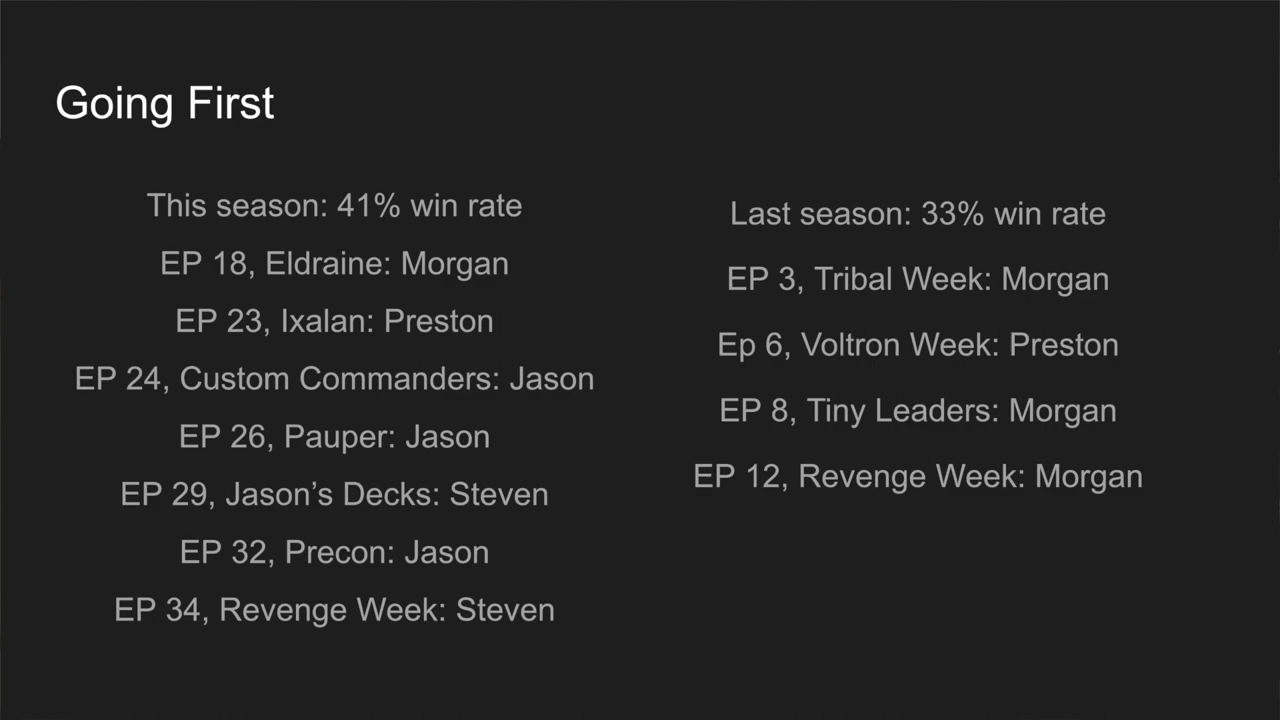 Going First
This season: 41% win rate
EP 18, Eldraine: Morgan
EP 23, Ixalan: Preston
EP 24, Custom Commanders: Jason
EP 26, Pauper: Jason
EP 29, Jason’s Decks: Steven
EP 32, Precon: Jason
EP 34, Revenge Week: Steven
Last season: 33% win rate
EP 3, Tribal Week: Morgan
Ep 6, Voltron Week: Preston
EP 8, Tiny Leaders: Morgan
EP 12, Revenge Week: Morgan